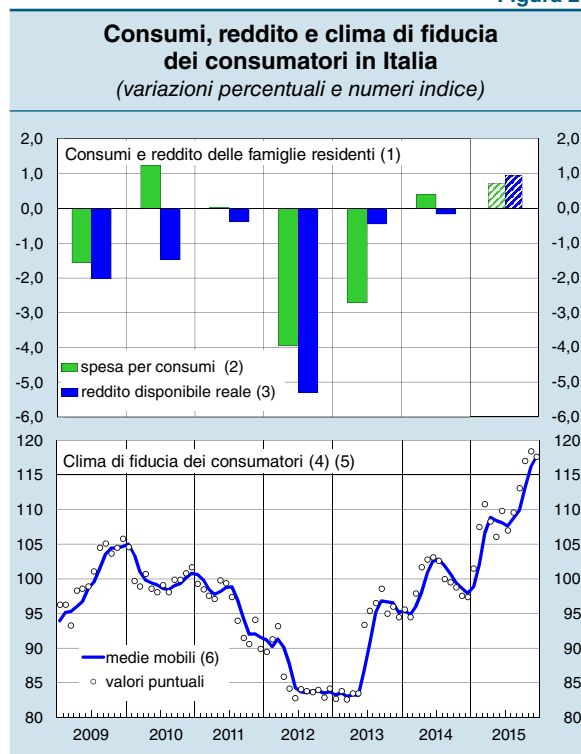 Figura 2
Consumi, reddito e clima di fiducia
dei consumatori in Italia
(variazioni percentuali e numeri indice)
2,0 2,0
Consumi e reddito delle famiglie residenti (1)
1,0 1,0
0,0 0,0
-1,0 -1,0
-2,0 -2,0
-3,0 -3,0
-4,0 -4,0
spesa per consumi (2)
-5,0 -5,0
reddito disponibile reale (3)
-6,0 -6,0
120 120
Clima di fiducia dei consumatori (4) (5)
115 115
110 110
105 105
100 100
95 95
90 90
medie mobili (6)
85 85
valori puntuali
80 80
2009 2010 2011 2012 2013 2014 2015